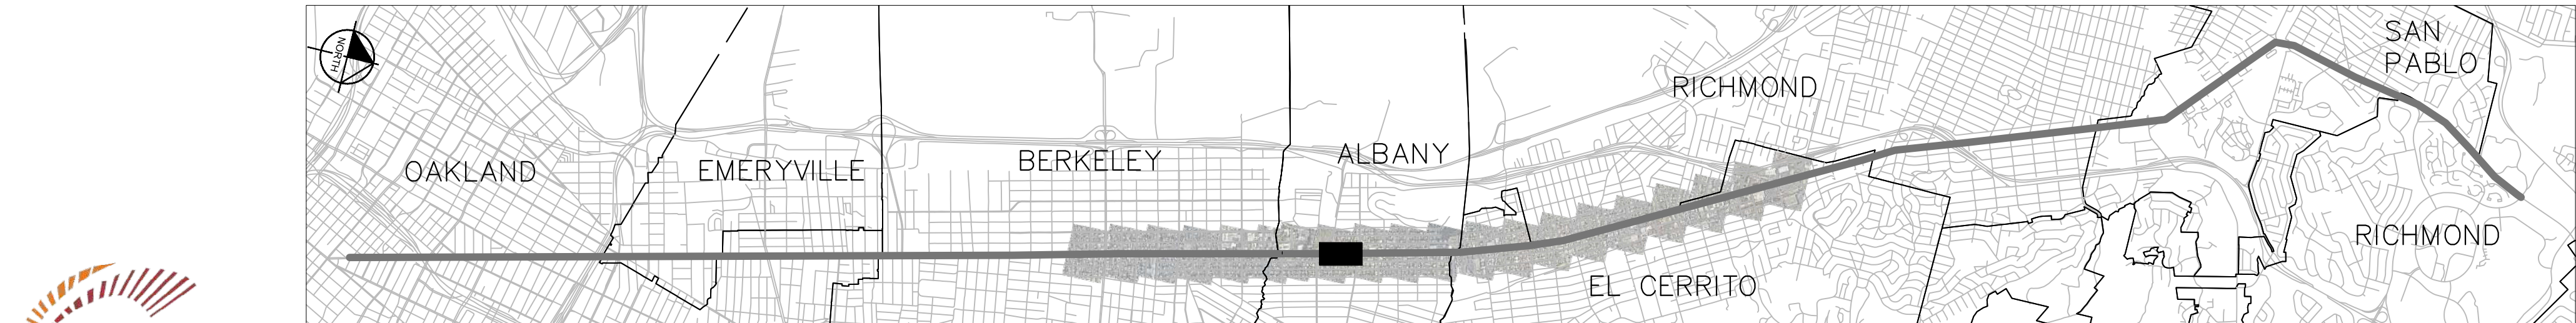 NORTH
OAKLAND
EMERYVILLE
BERKELEY
ALBANY
RICHMOND
EL CERRITO
SAN
PABLO
RICHMOND